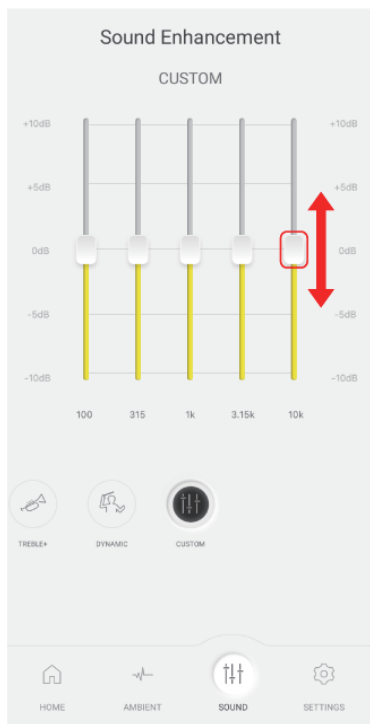 Sound Enhancement
CUSTOM
+10dB +10dB
+5dB +5dB
0dB 0dB
-5dB -5dB
-10dB -10dB
100 315 1k 3.15k 10k
TREBLE+ DYNAMIC CUSTOM
HOME AMBIENT SOUND SETTINGS